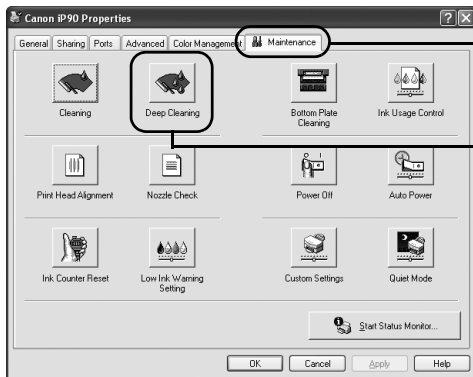 Canon iP90 Properties
General Sharing Ports Advanced Color Management Maintenance
Cleaning Deep Cleaning Bottom Plate Cleaning Ink Usage Control
Print Head Alignment Nozzle Check Power Off Auto Power
Ink Counter Reset Low Ink Warning Setting Custom Settings Quiet Mode
Start Status Monitor...
OK Cancel Apply Help